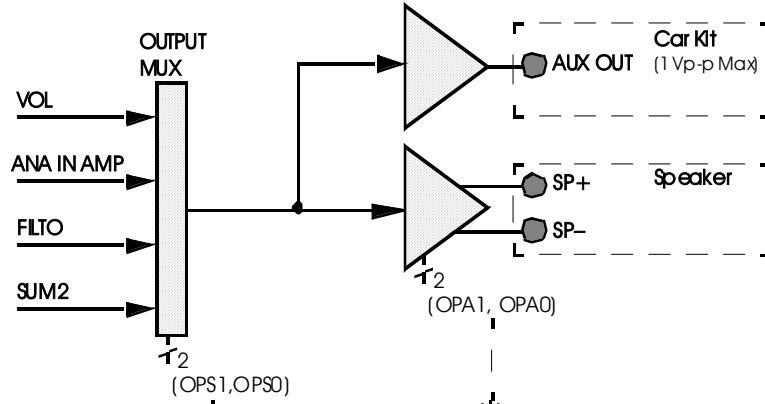 OUTPUT
MUX
VOL
ANA IN AMP
FILTO
SUM2
2
(OPS1,OPS0)
AUX OUT
Car Kit
(1 Vp-p Max)
SP+
Speaker
SP–
2
(OPA1, OPA0)